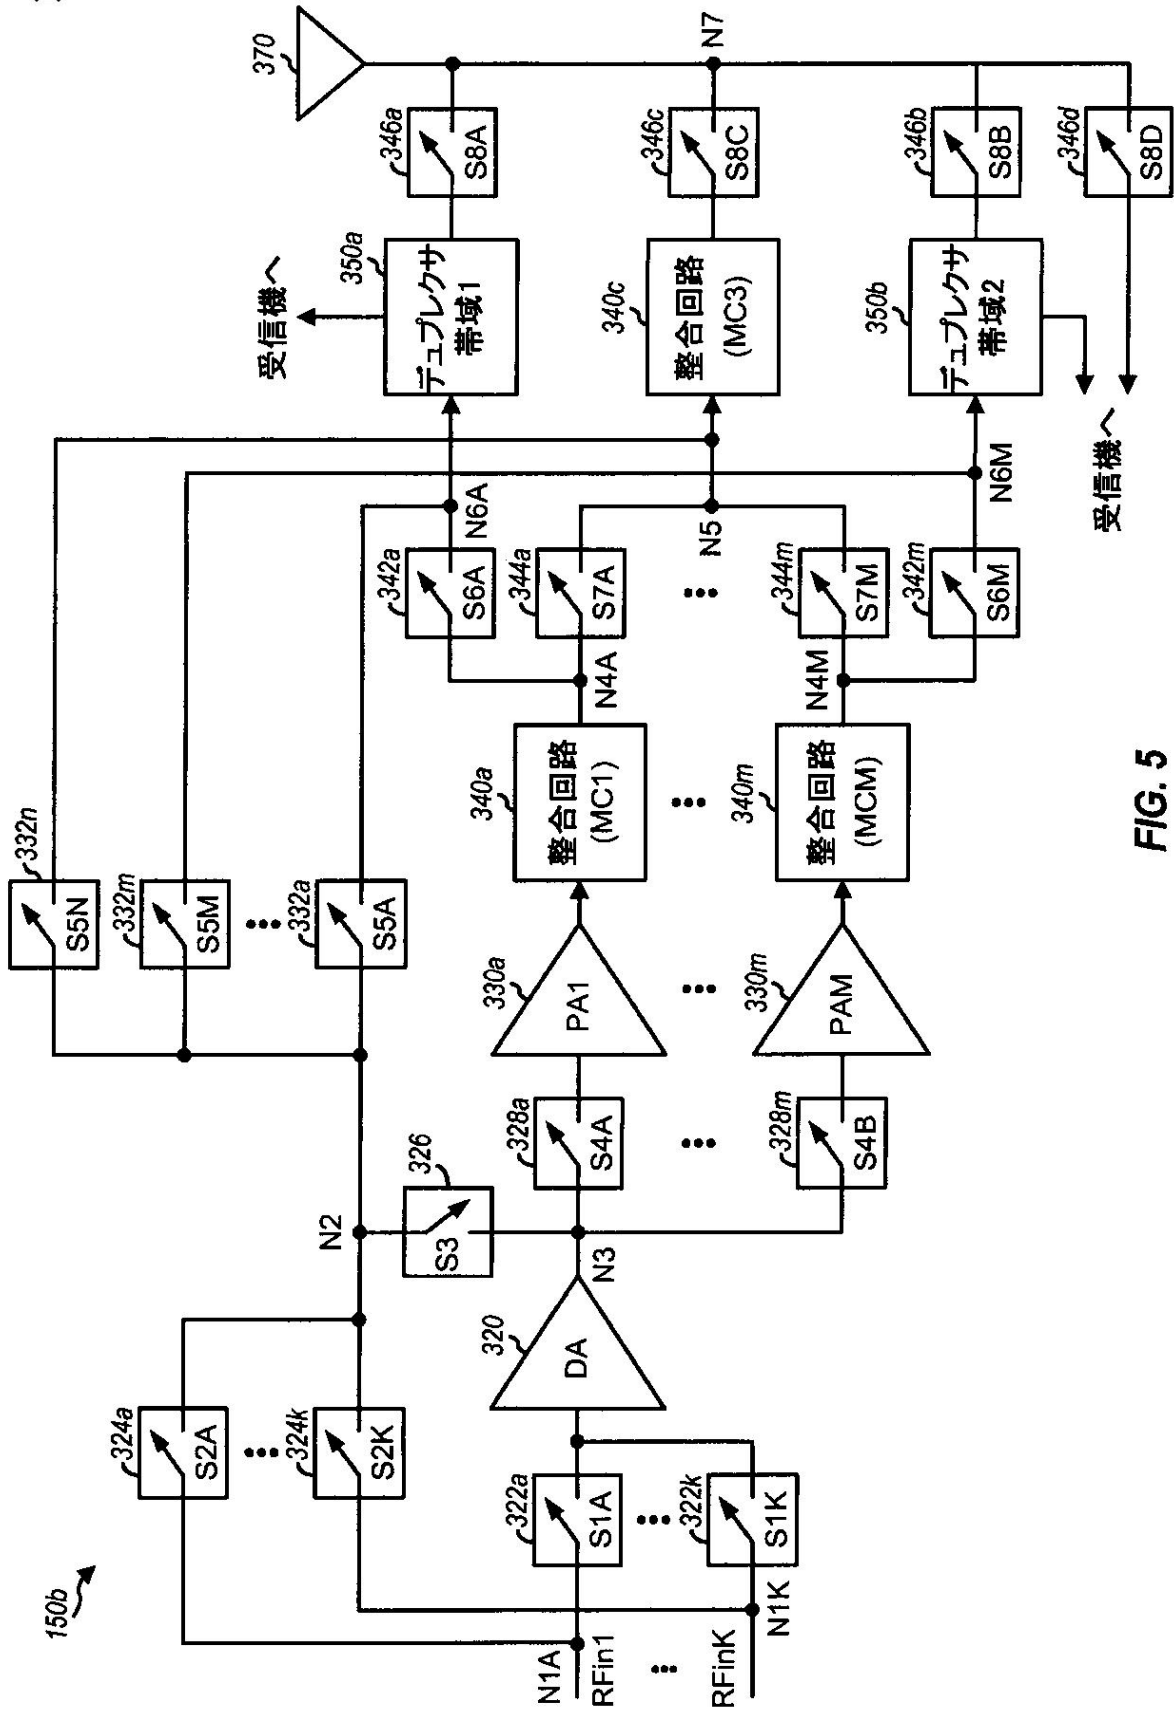 150b
N1A
RFin1
RFinK
N1K
324a
S2A
324k
S2K
322a
S1A
322k
S1K
320
DA
N2
326
S3
N3
332n
S5N
332m
S5M
332a
S5A
328a
S4A
328m
S4B
330a
PA1
330m
PAM
340a
整合回路
(MC1)
340m
整合回路
(MCM)
N4A
N4M
342a
S6A
344a
S7A
344m
S7M
342m
S6M
N6A
N5
N6M
受信機へ
350a
デュプレクサ
帯域1
340c
整合回路
(MC3)
350b
デュプレクサ
帯域2
受信機へ
346a
S8A
346c
S8C
346b
S8B
346d
S8D
370
N7
FIG. 5